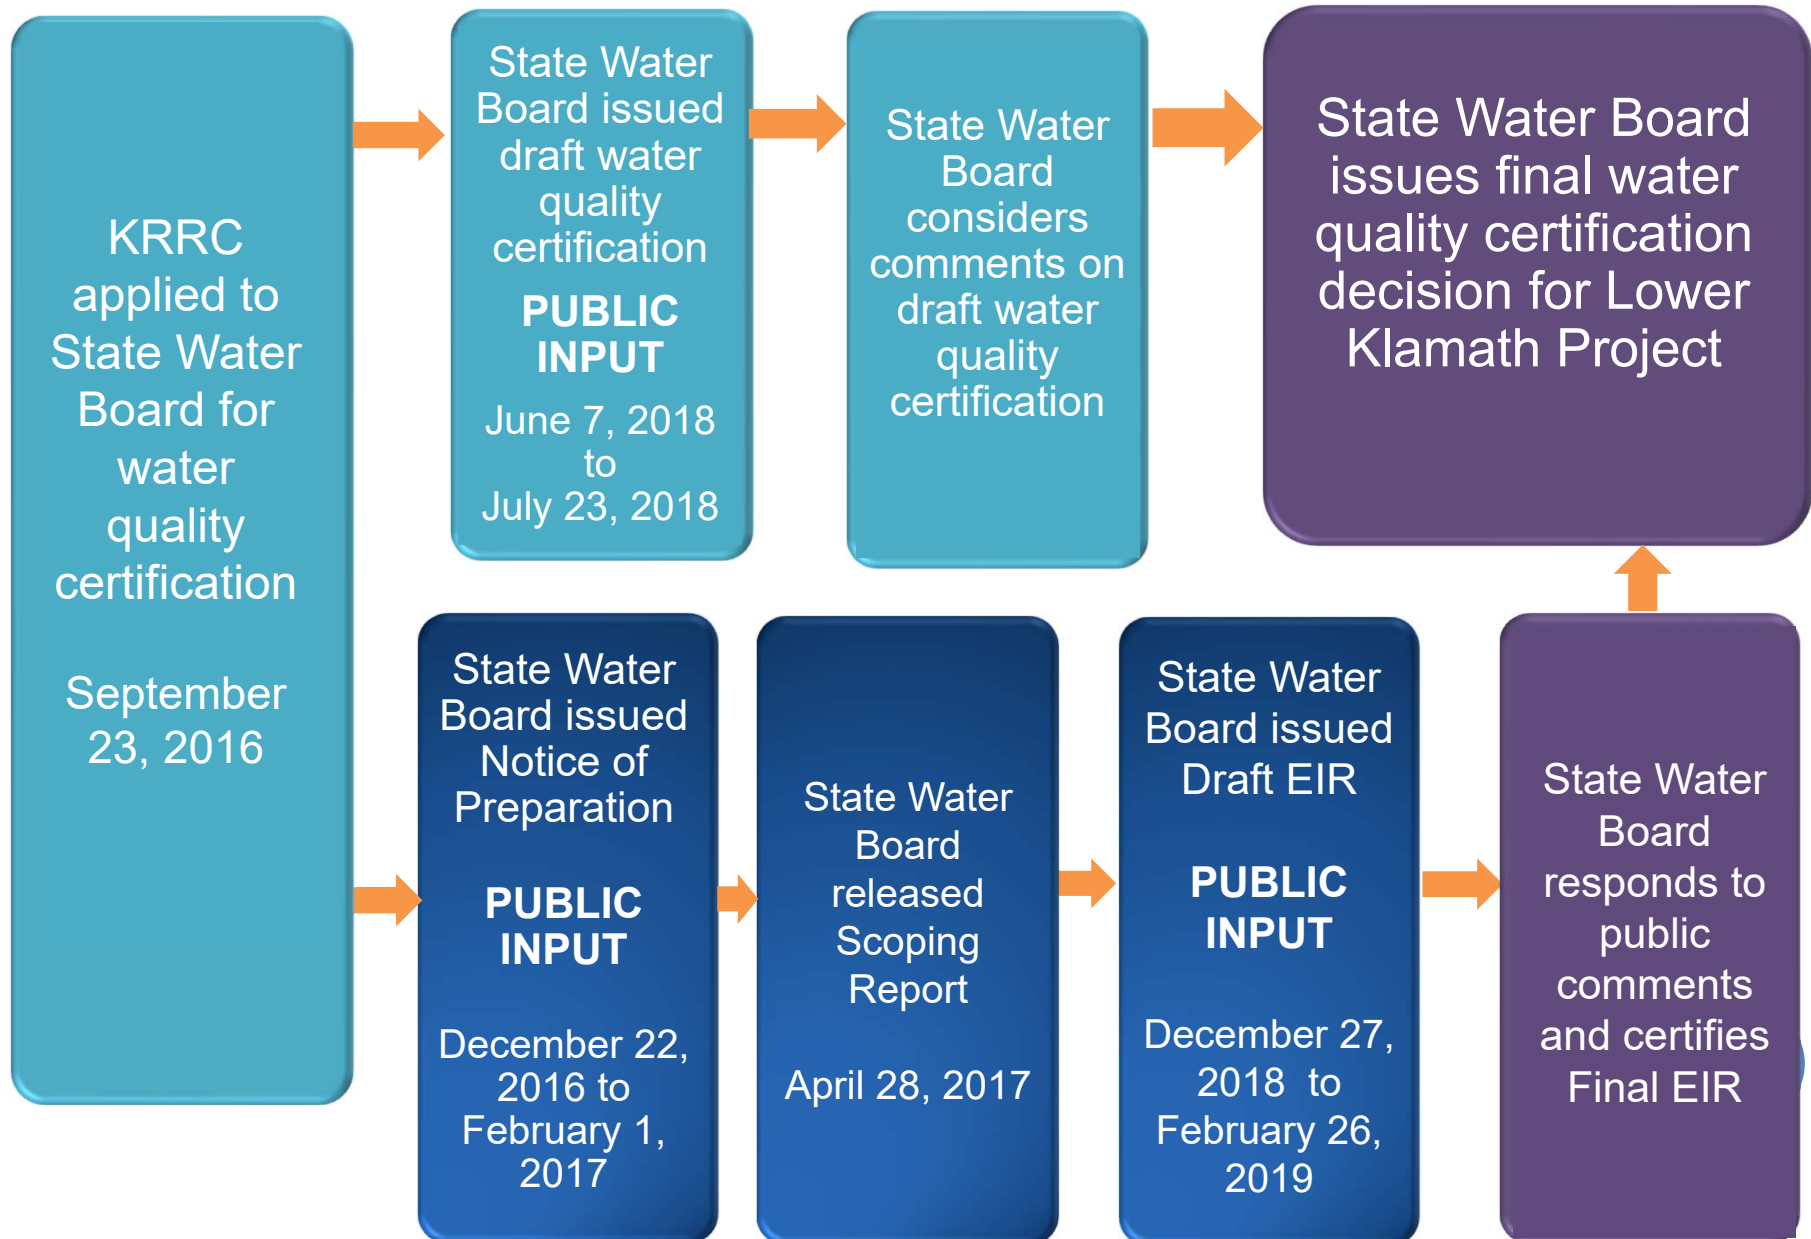 KRRC
applied to
State Water
Board for
water
quality
certification
September
23, 2016
State Water
Board issued
draft water
quality
certification
PUBLIC
INPUT
June 7, 2018
to
July 23, 2018
State Water
Board
considers
comments on
draft water
quality
certification
State Water Board
issues final water
quality certification
decision for Lower
Klamath Project
State Water
Board issued
Notice of
Preparation
PUBLIC
INPUT
December 22,
2016 to
February 1,
2017
State Water
Board
released
Scoping
Report
April 28, 2017
State Water
Board issued
Draft EIR
PUBLIC
INPUT
December 27,
2018 to
February 26,
2019
State Water
Board
responds to
public
comments
and certifies
Final EIR